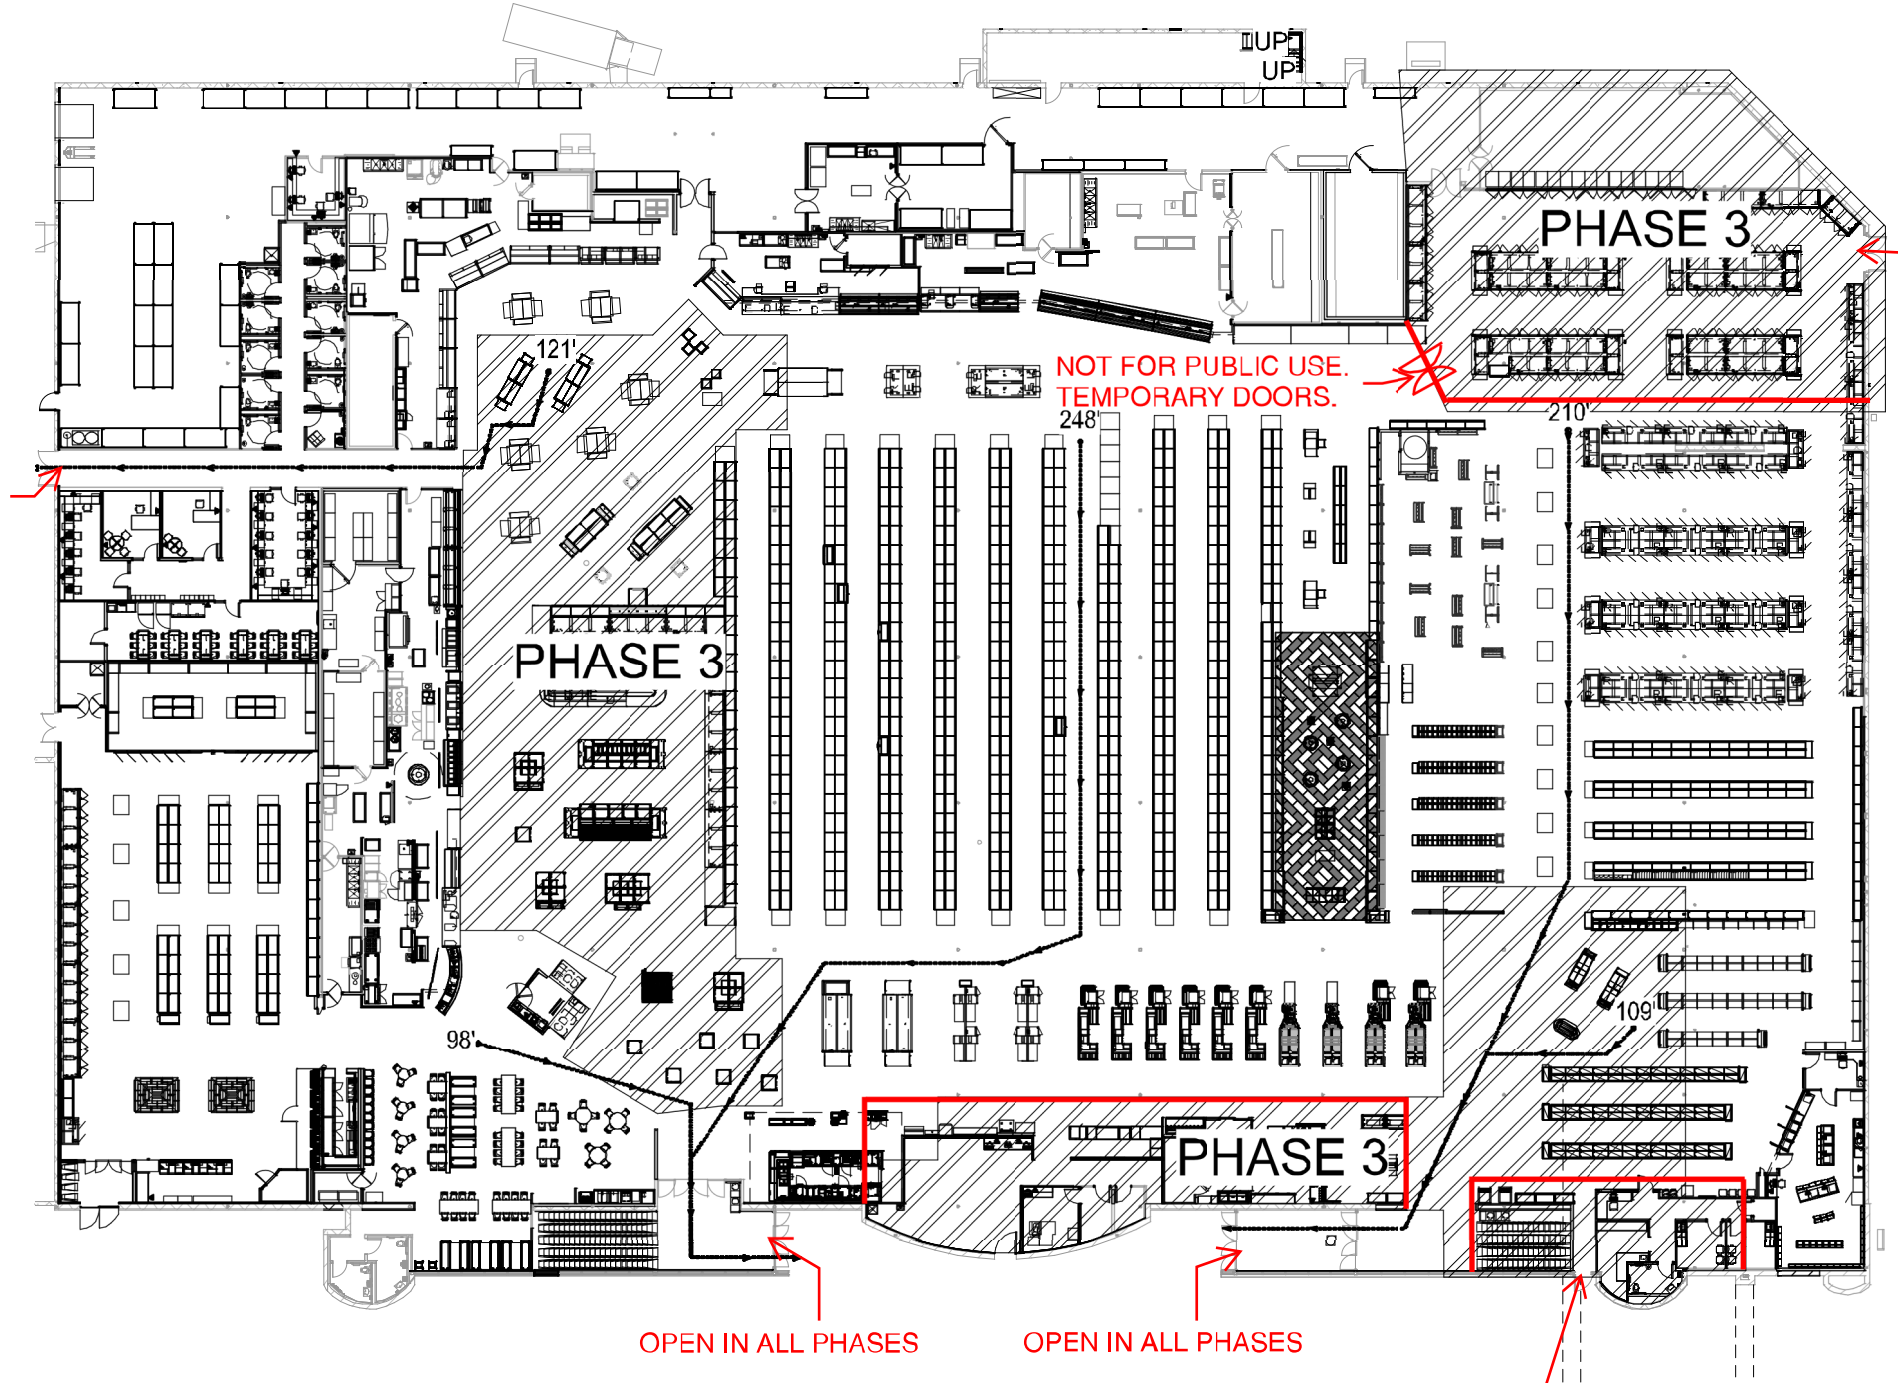 UP
UP
PHASE 3
121'
NOT FOR PUBLIC USE.
TEMPORARY DOORS.
248'
210'
PHASE 3
109'
98'
PHASE 3
OPEN IN ALL PHASES
OPEN IN ALL PHASES